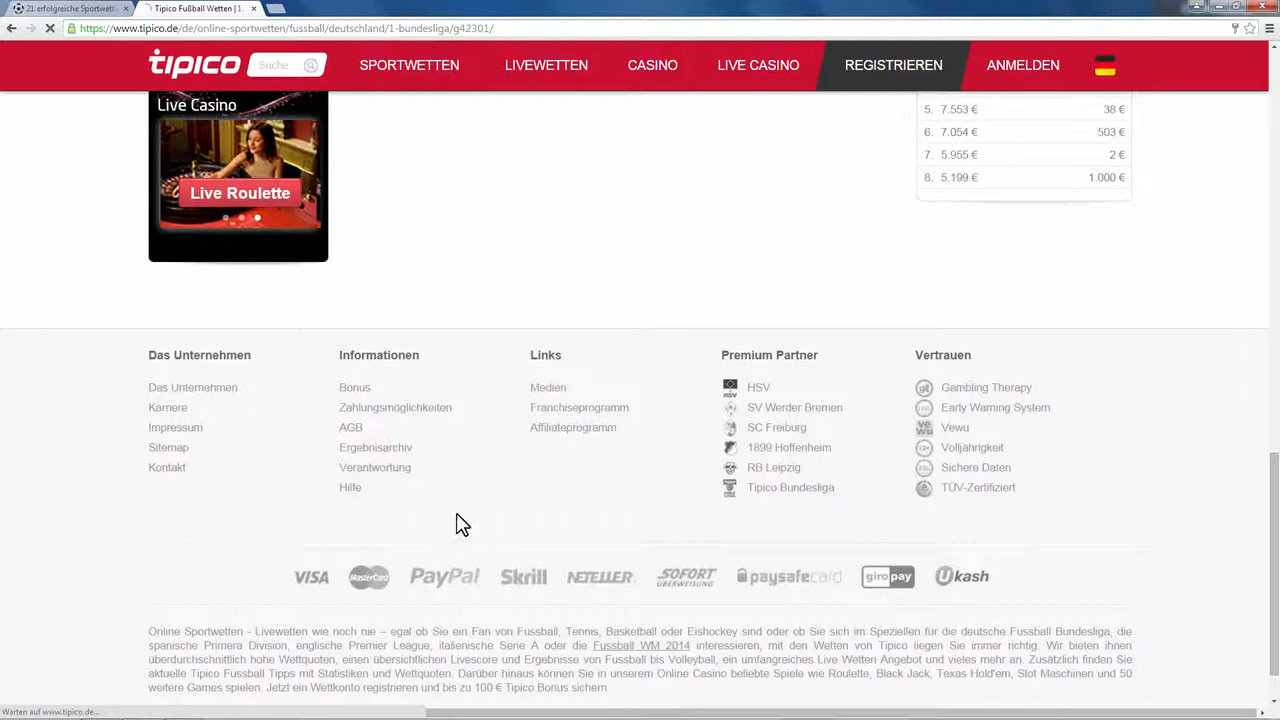 21 erfolgreiche Sportwett
Tipico Fußball Wetten | 1.
https://www.tipico.de/de/online-sportwetten/fussball/deutschland/1-bundesliga/g42301/
tipico
Suche
SPORTWETTEN
LIVEWETTEN
CASINO
LIVE CASINO
REGISTRIEREN
ANMELDEN
Live Casino
Live Roulette
5. 7.553 € 38 €
6. 7.054 € 503 €
7. 5.955 € 2 €
8. 5.199 € 1.000 €
Das Unternehmen
Das Unternehmen
Karriere
Impressum
Sitemap
Kontakt
Informationen
Bonus
Zahlungsmöglichkeiten
AGB
Ergebnisarchiv
Verantwortung
Hilfe
Links
Medien
Franchiseprogramm
Affiliateprogramm
Premium Partner
HSV
SV Werder Bremen
SC Freiburg
1899 Hoffenheim
RB Leipzig
Tipico Bundesliga
Vertrauen
Gambling Therapy
Early Warning System
Vewu
Volljährigkeit
Sichere Daten
TÜV-Zertifiziert
VISA MasterCard PayPal Skrill NETELLER SOFORT ÜBERWEISUNG paysafecard giropay Ukash
Online Sportwetten - Livewetten wie noch nie – egal ob Sie ein Fan von Fussball, Tennis, Basketball oder Eishockey sind oder ob Sie sich im Speziellen für die deutsche Fussball Bundesliga, die
spanische Primera Division, englische Premier League, italienische Serie A oder die Fussball WM 2014 interessieren, mit den Wetten von Tipico liegen Sie immer richtig. Wir bieten ihnen
überdurchschnittlich hohe Wettquoten, einen übersichtlichen Livescore und Ergebnisse von Fussball bis Volleyball, ein umfangreiches Live Wetten Angebot und vieles mehr an. Zusätzlich finden Sie
aktuelle Tipico Fussball Tipps mit Statistiken und Wettquoten. Darüber hinaus können Sie in unserem Online Casino beliebte Spiele wie Roulette, Black Jack, Texas Hold'em, Slot Maschinen und 50
weitere Games spielen. Jetzt ein Wettkonto registrieren und bis zu 100 € Tipico Bonus sichern
Warten auf www.tipico.de...